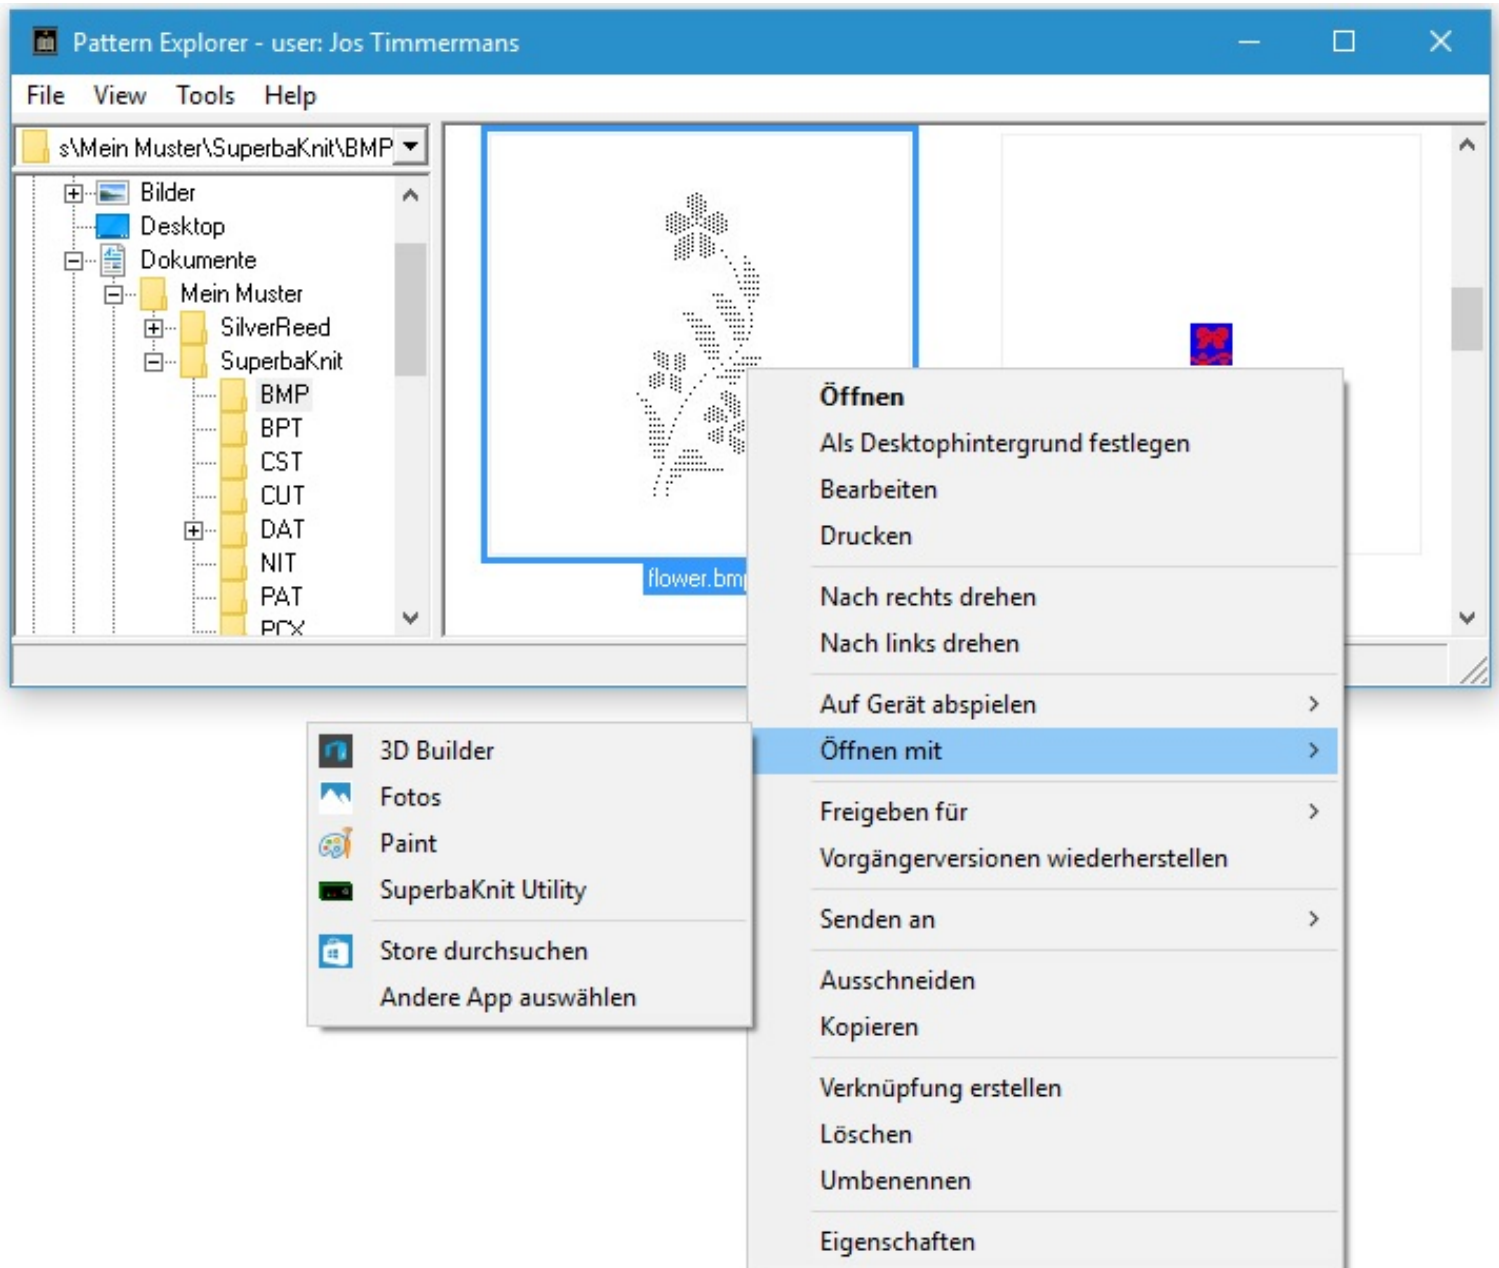 Pattern Explorer - user: Jos Timmermans
File View Tools Help
s\Mein Muster\SuperbaKnit\BMP
Bilder
Desktop
Dokumente
Mein Muster
SilverReed
SuperbaKnit
BMP
BPT
CST
CUT
DAT
NIT
PAT
PCX
flower.bmp
Öffnen
Als Desktophintergrund festlegen
Bearbeiten
Drucken
Nach rechts drehen
Nach links drehen
Auf Gerät abspielen
Öffnen mit
Freigeben für
Vorgängerversionen wiederherstellen
Senden an
Ausschneiden
Kopieren
Verknüpfung erstellen
Löschen
Umbenennen
Eigenschaften
3D Builder
Fotos
Paint
SuperbaKnit Utility
Store durchsuchen
Andere App auswählen